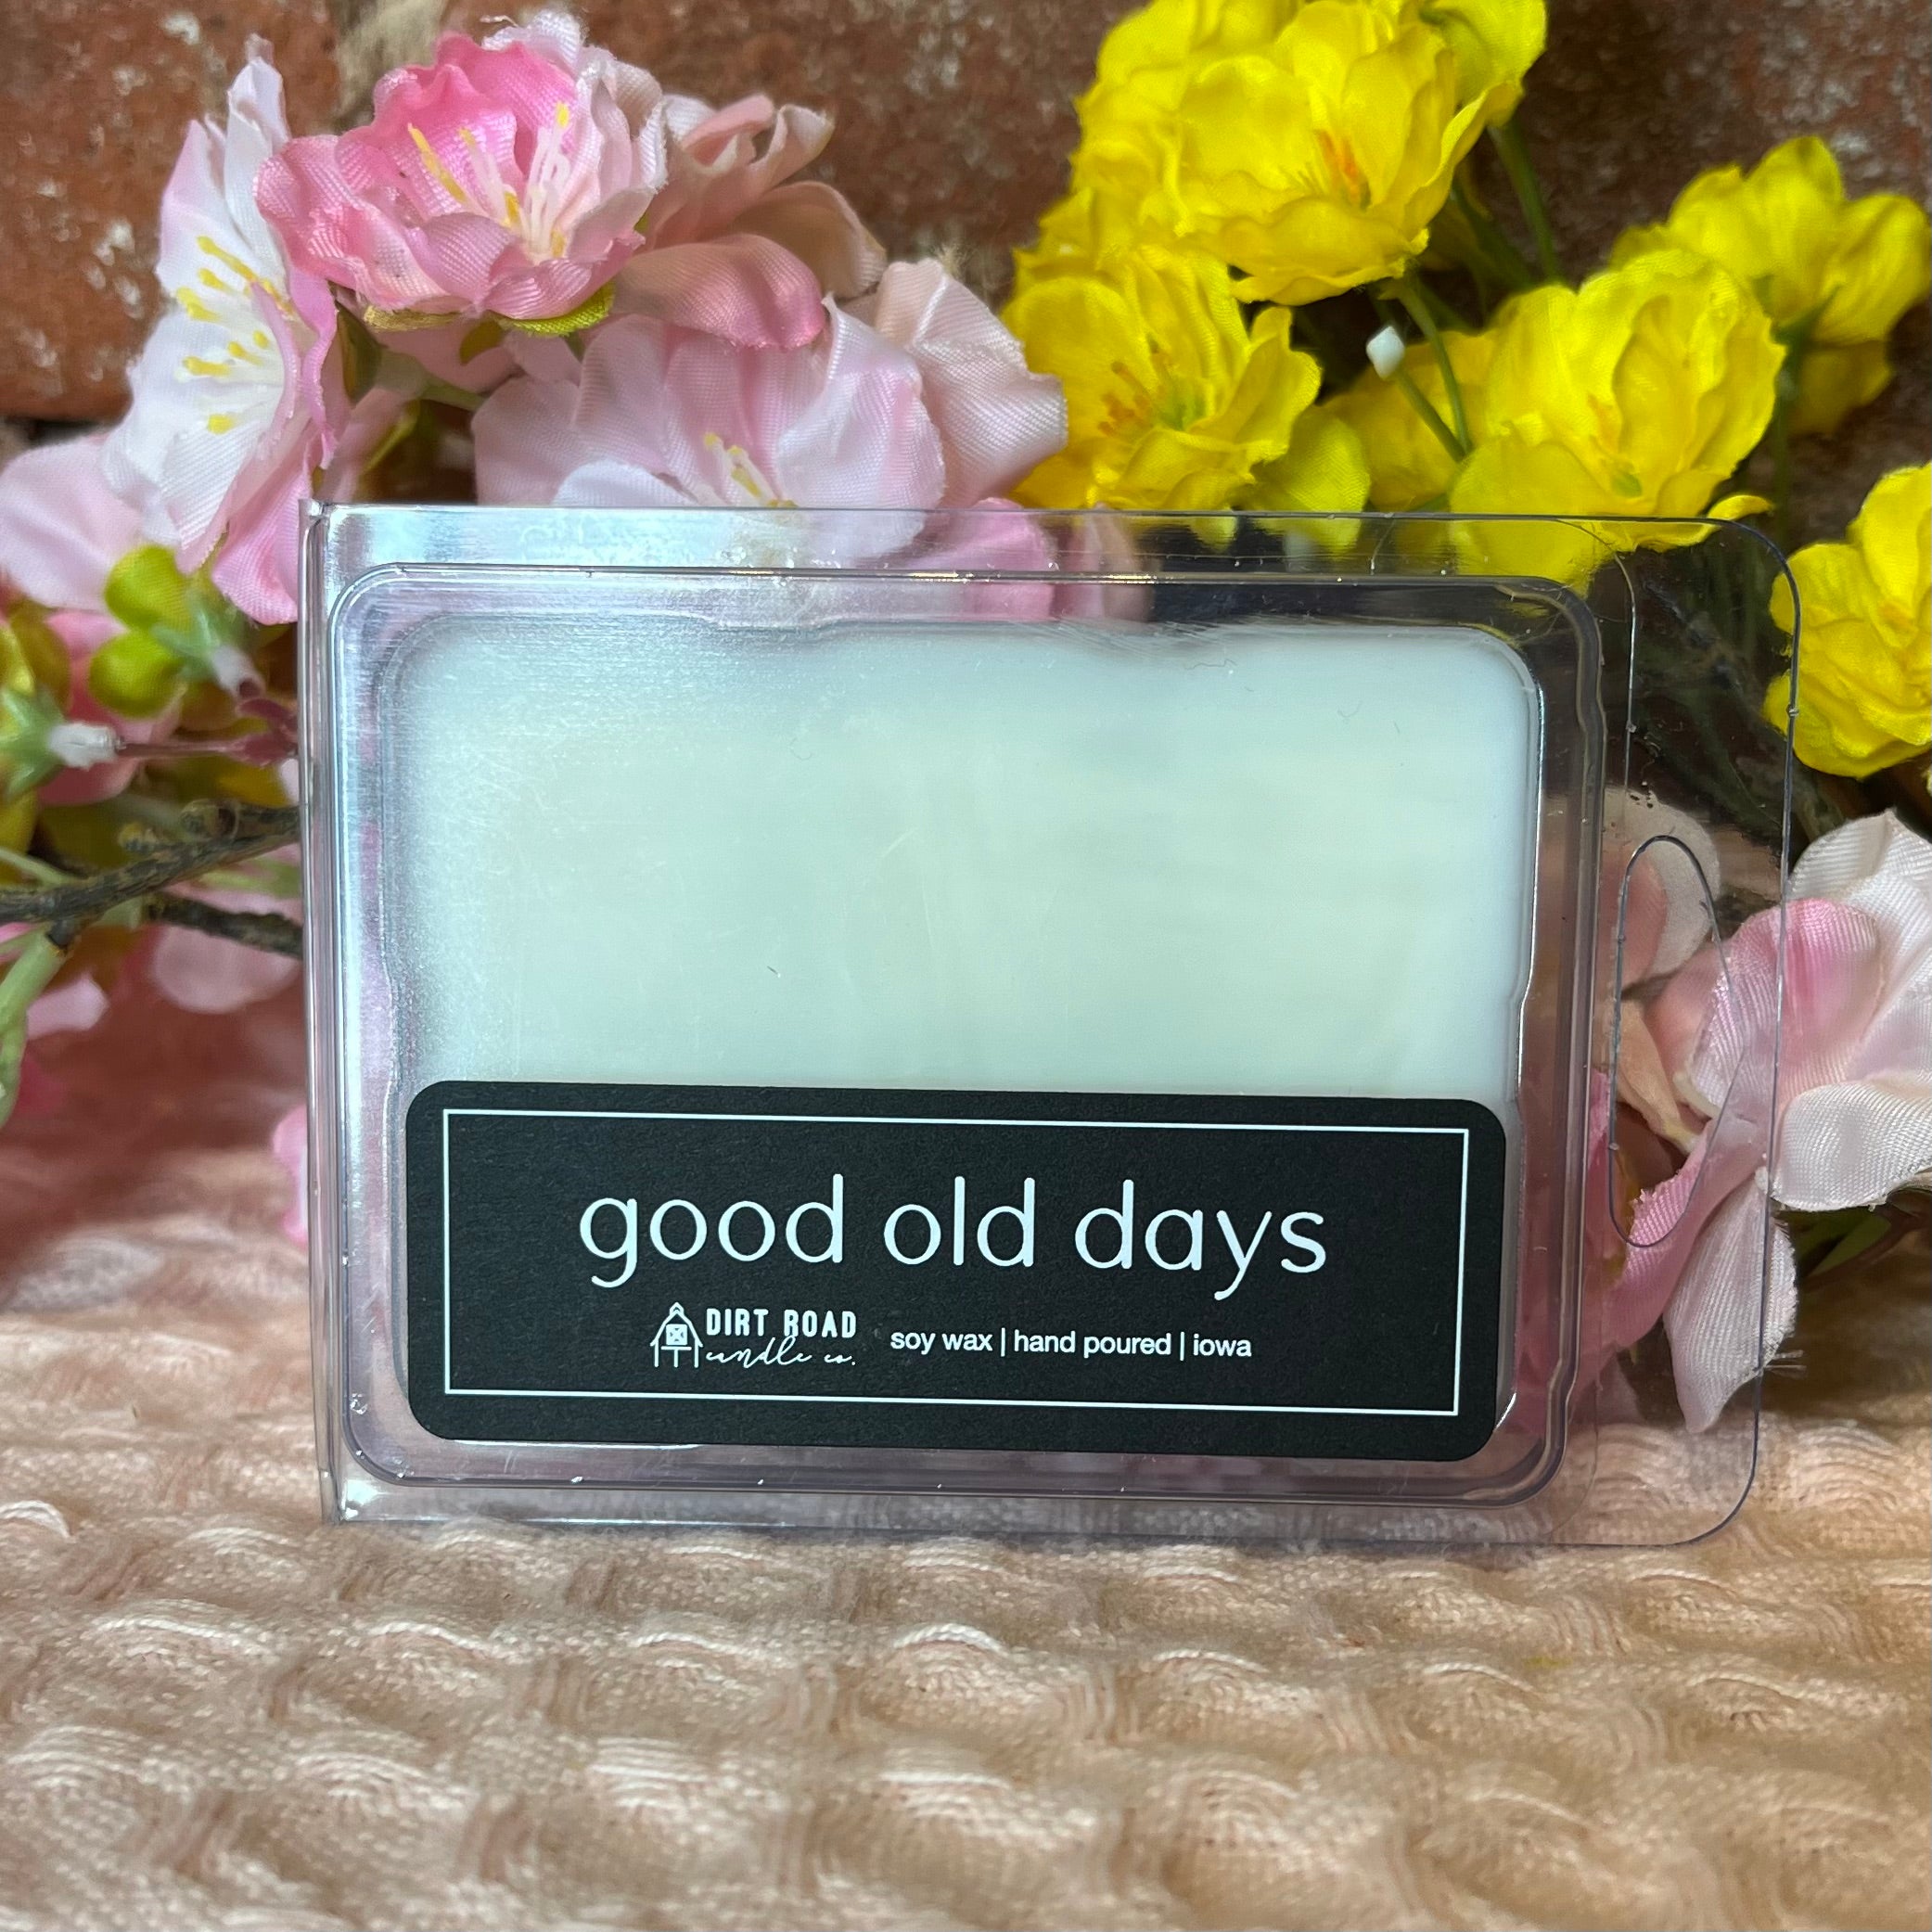 good old days
DIRT ROAD
candle co.
soy wax | hand poured | iowa